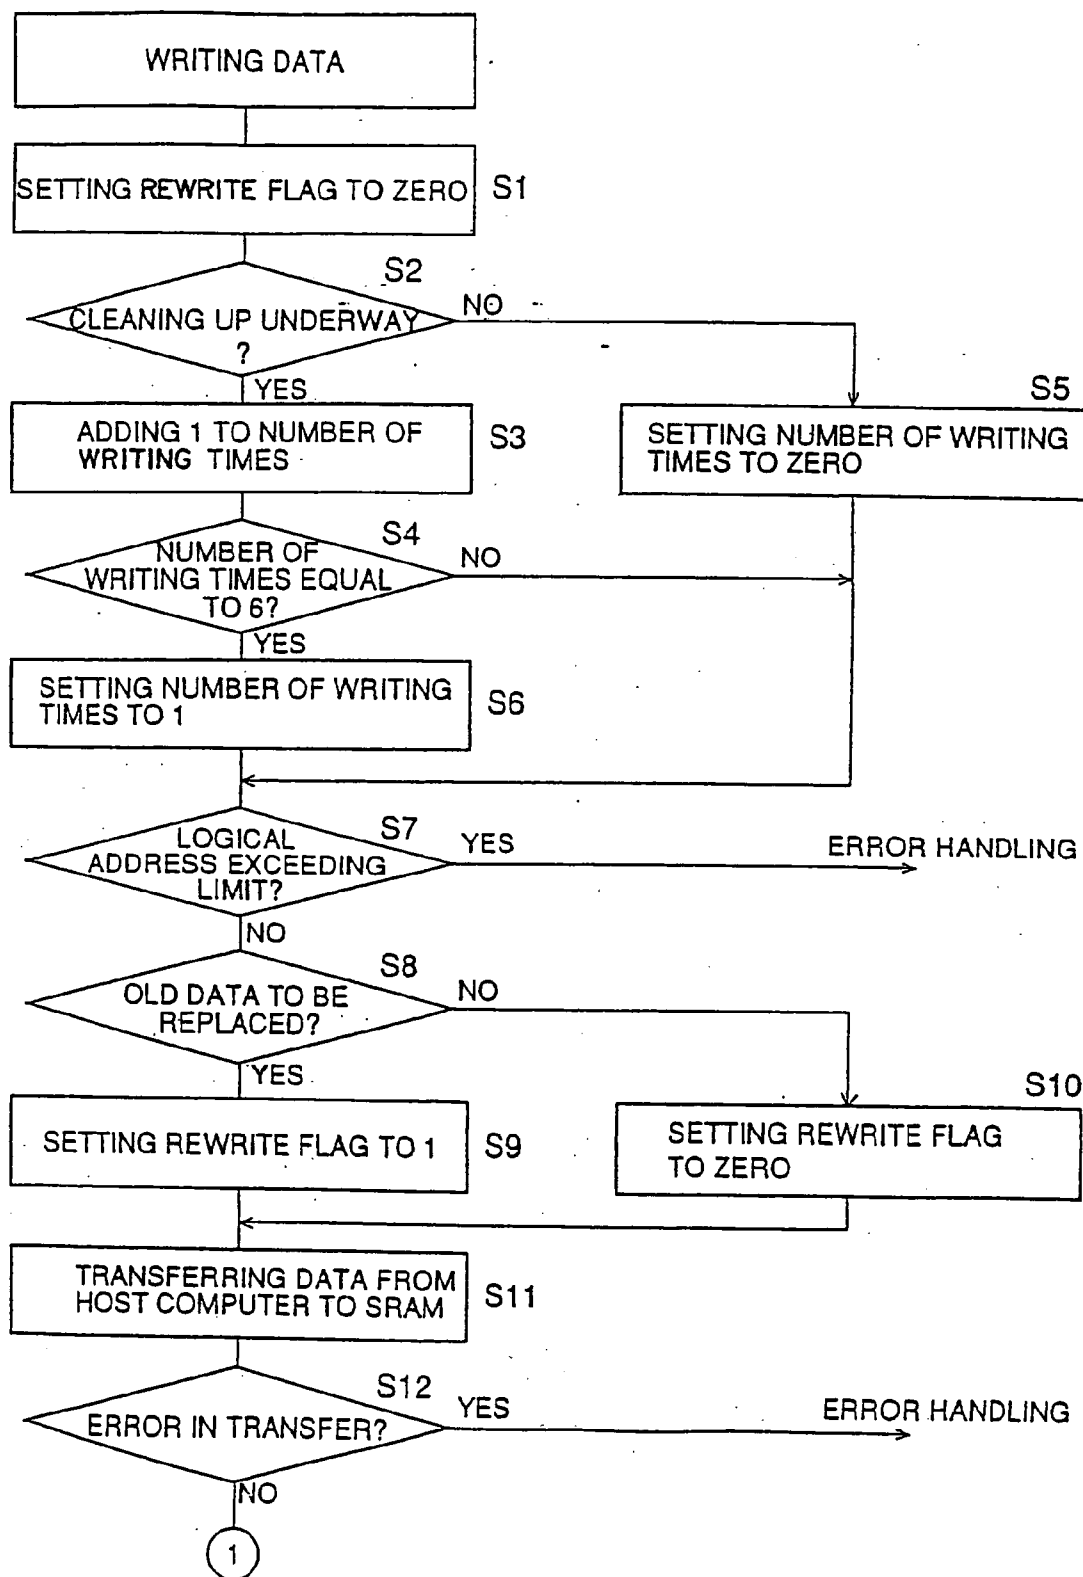 WRITING DATA
SETTING REWRITE FLAG TO ZERO
S1
S2
CLEANING UP UNDERWAY
?
NO
YES
ADDING 1 TO NUMBER OF
WRITING TIMES
S3
S5
SETTING NUMBER OF WRITING
TIMES TO ZERO
S4
NUMBER OF
WRITING TIMES EQUAL
TO 6?
NO
YES
SETTING NUMBER OF WRITING
TIMES TO 1
S6
S7
LOGICAL
ADDRESS EXCEEDING
LIMIT?
YES
ERROR HANDLING
NO
S8
OLD DATA TO BE
REPLACED?
NO
YES
SETTING REWRITE FLAG TO 1
S9
S10
SETTING REWRITE FLAG
TO ZERO
TRANSFERRING DATA FROM
HOST COMPUTER TO SRAM
S11
S12
ERROR IN TRANSFER?
YES
ERROR HANDLING
NO
1